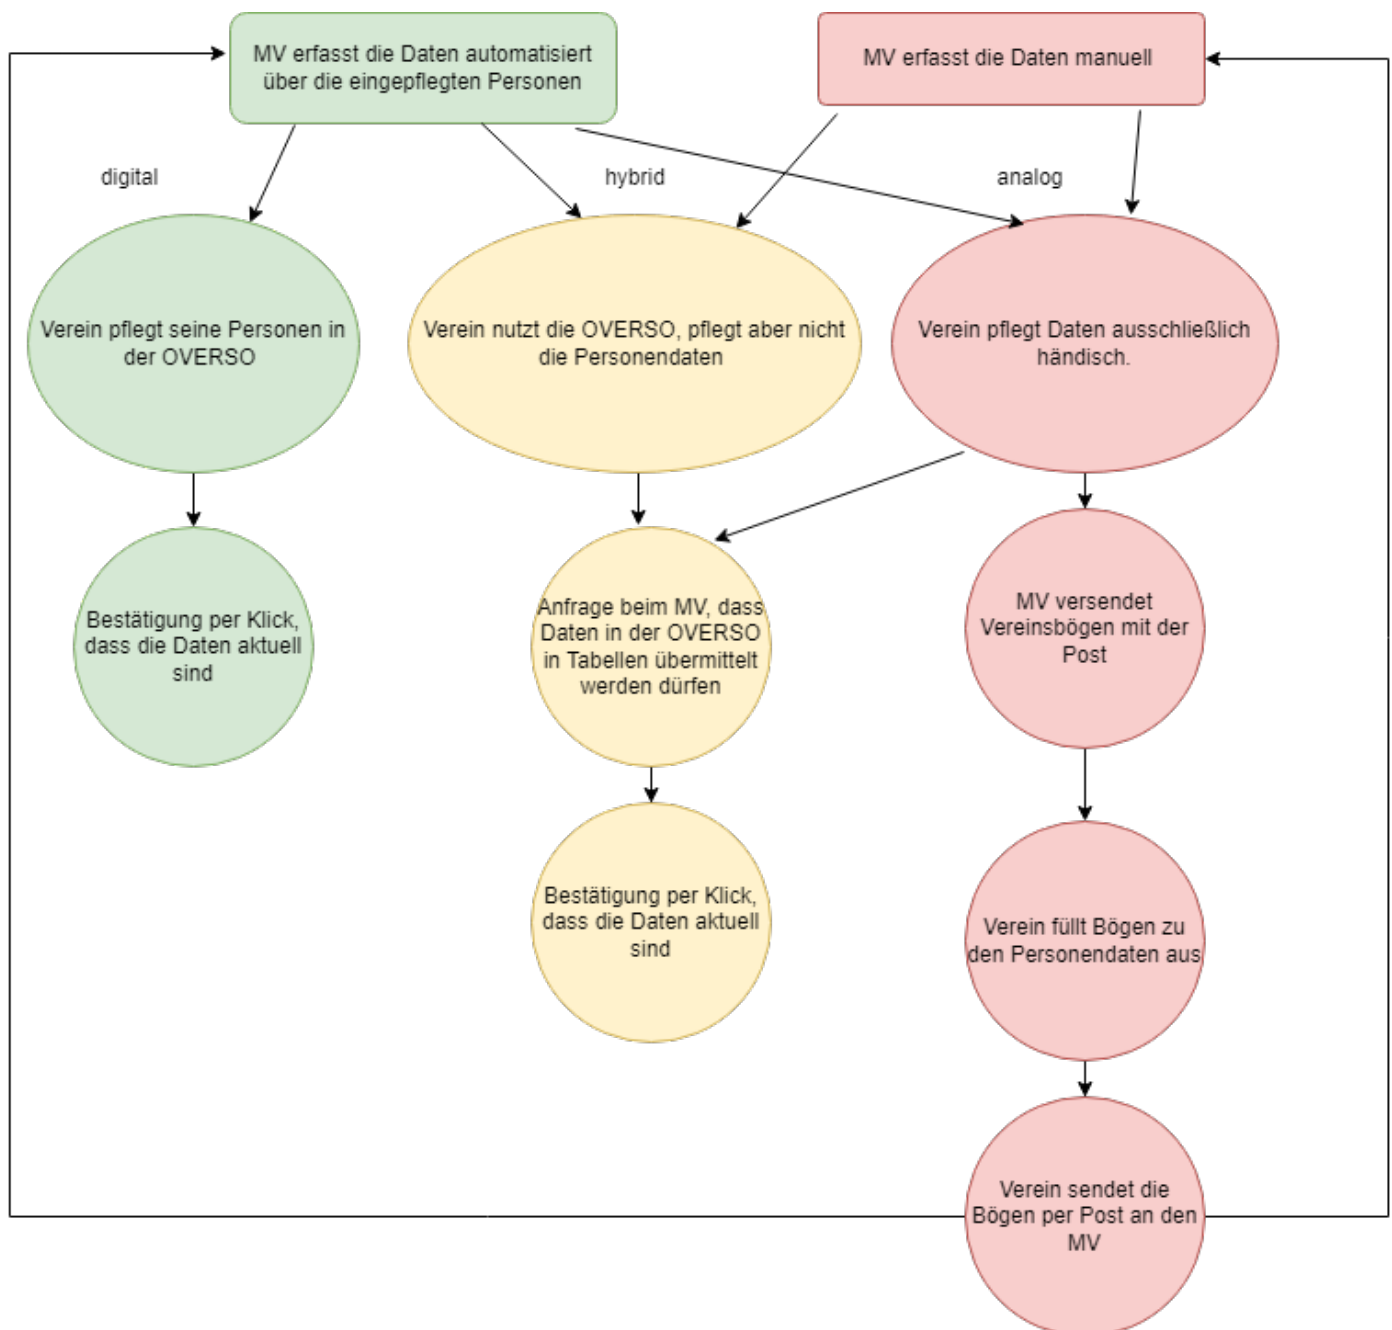 MV erfasst die Daten automatisiert
über die eingepflegten Personen
MV erfasst die Daten manuell
digital
hybrid
analog
Verein pflegt seine Personen in
der OVERSO
Verein nutzt die OVERSO, pflegt aber nicht
die Personendaten
Verein pflegt Daten ausschließlich
händisch.
Bestätigung per Klick,
dass die Daten aktuell
sind
Anfrage beim MV, dass
Daten in der OVERSO
in Tabellen übermittelt
werden dürfen
MV versendet
Vereinsbögen mit der
Post
Bestätigung per Klick,
dass die Daten aktuell
sind
Verein füllt Bögen zu
den Personendaten aus
Verein sendet die
Bögen per Post an den
MV